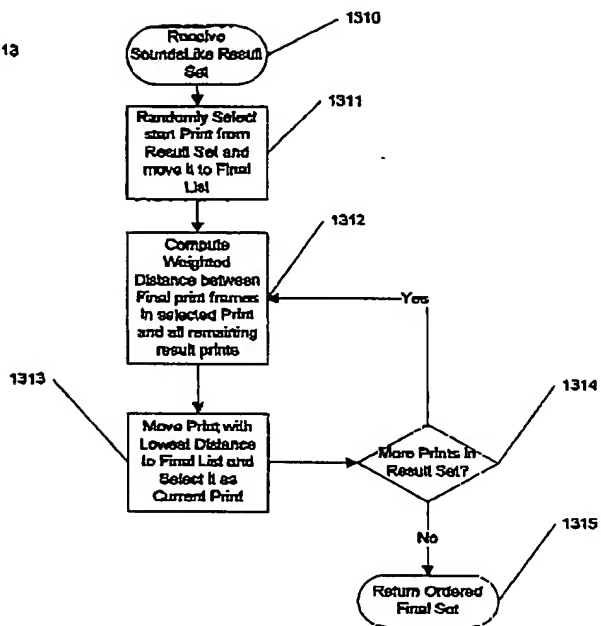 13
1310
Receive
SoundsLike Result
Set
1311
Randomly Select
start Print from
Result Set and
move it to Final
List
1312
Compute
Weighted
Distance between
Final print frames
in selected Print
and all remaining
result prints
Yes
1313
1314
Move Print with
Lowest Distance
to Final List and
Select it as
Current Print
More Prints in
Result Set?
No
1315
Return Ordered
Final Set